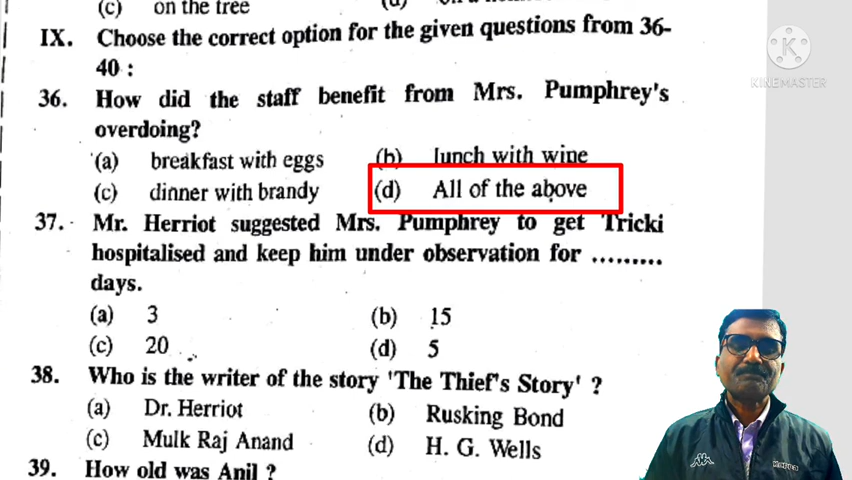 (c) on the tree
IX. Choose the correct option for the given questions from 36-
40 :
36. How did the staff benefit from Mrs. Pumphrey's
overdoing?
(a) breakfast with eggs (b) lunch with wine
(c) dinner with brandy (d) All of the above
37. Mr. Herriot suggested Mrs. Pumphrey to get Tricki
hospitalised and keep him under observation for .........
days.
(a) 3 (b) 15
(c) 20 (d) 5
38. Who is the writer of the story 'The Thief's Story' ?
(a) Dr. Herriot (b) Rusking Bond
(c) Mulk Raj Anand (d) H. G. Wells
39. How old was Anil ?
KINEMASTER
Kappa